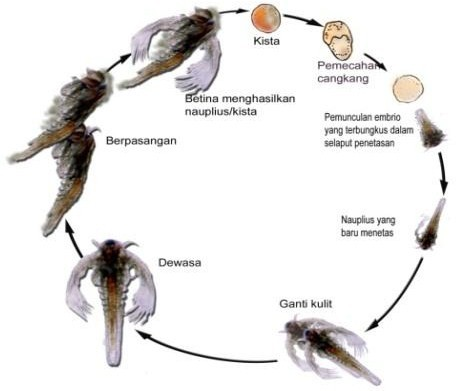 Kista
Pemecahan
cangkang
Pemunculan embrio
yang terbungkus dalam
selaput penetasan
Nauplius yang
baru menetas
Ganti kulit
Dewasa
Berpasangan
Betina menghasilkan
nauplius/kista